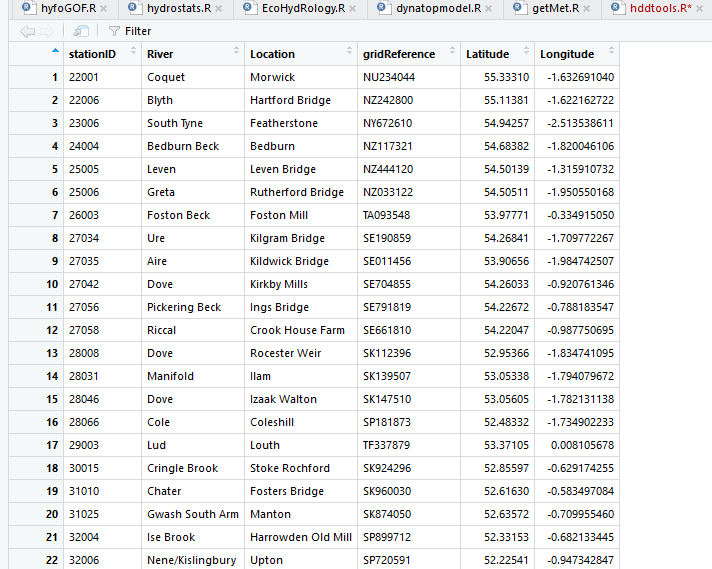 hyfoGOF.R hydrostats.R EcoHydRology.R dynatopmodel.R getMet.R hddtools.R*
Filter
stationID River Location gridReference Latitude Longitude
1 22001 Coquet Morwick NU234044 55.33310 -1.632691040
2 22006 Blyth Hartford Bridge NZ242800 55.11381 -1.622162722
3 23006 South Tyne Featherstone NY672610 54.94257 -2.513538611
4 24004 Bedburn Beck Bedburn NZ117321 54.68382 -1.820046106
5 25005 Leven Leven Bridge NZ444120 54.50139 -1.315910732
6 25006 Greta Rutherford Bridge NZ033122 54.50511 -1.950550168
7 26003 Foston Beck Foston Mill TA093548 53.97771 -0.334915050
8 27034 Ure Kilgram Bridge SE190859 54.26841 -1.709772267
9 27035 Aire Kildwick Bridge SE011456 53.90656 -1.984742507
10 27042 Dove Kirkby Mills SE704855 54.26033 -0.920761346
11 27056 Pickering Beck Ings Bridge SE791819 54.22672 -0.788183547
12 27058 Riccal Crook House Farm SE661810 54.22047 -0.987750695
13 28008 Dove Rocester Weir SK112396 52.95366 -1.834741095
14 28031 Manifold Ilam SK139507 53.05338 -1.794079672
15 28046 Dove Izaak Walton SK147510 53.05605 -1.782131138
16 28066 Cole Coleshill SP181873 52.48332 -1.734902233
17 29003 Lud Louth TF337879 53.37105 0.008105678
18 30015 Cringle Brook Stoke Rochford SK924296 52.85597 -0.629174255
19 31010 Chater Fosters Bridge SK960030 52.61630 -0.583497084
20 31025 Gwash South Arm Manton SK874050 52.63572 -0.709955460
21 32004 Ise Brook Harrowden Old Mill SP899712 52.33153 -0.682133445
22 32006 Nene/Kislingbury Upton SP720591 52.22541 -0.947342847